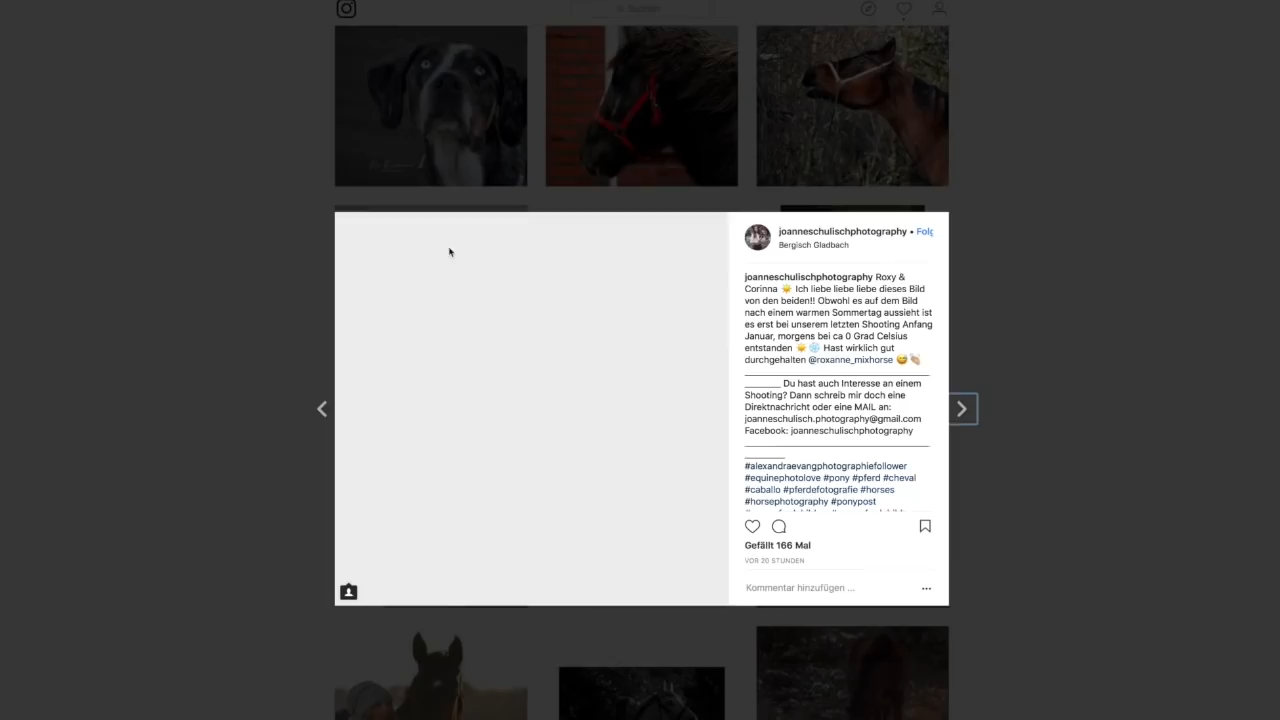 joanneschulischphotography • Folg
Bergisch Gladbach
joanneschulischphotography Roxy &
Corinna ☀️ Ich liebe liebe liebe dieses Bild
von den beiden!! Obwohl es auf dem Bild
nach einem warmen Sommertag aussieht ist
es erst bei unserem letzten Shooting Anfang
Januar, morgens bei ca 0 Grad Celsius
entstanden ☀️❄️ Hast wirklich gut
durchgehalten @roxanne_mixhorse 😅👏🏼
________ Du hast auch Interesse an einem
Shooting? Dann schreib mir doch eine
Direktnachricht oder eine MAIL an:
joanneschulisch.photography@gmail.com
Facebook: joanneschulischphotography
#alexandraevangphotographiefollower
#equinephotolove #pony #pferd #cheval
#caballo #pferdefotografie #horses
#horsephotography #ponypost
Gefällt 166 Mal
VOR 20 STUNDEN
Kommentar hinzufügen ...